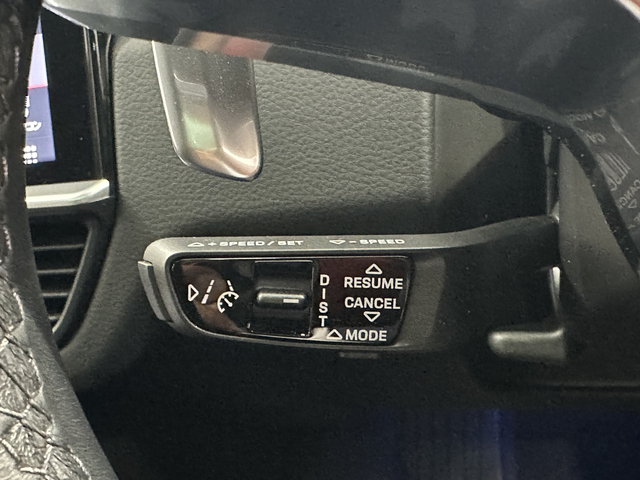 +SPEED/SET
-SPEED
DIST
RESUME
CANCEL
MODE